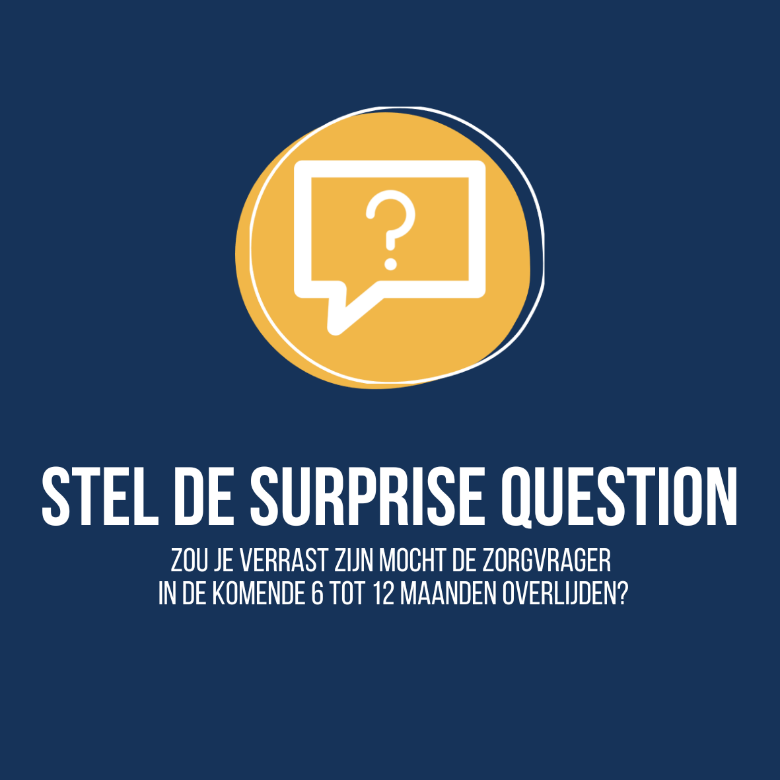 STEL DE SURPRISE QUESTION
ZOU JE VERRAST ZIJN MOCHT DE ZORGVRAGER
IN DE KOMENDE 6 TOT 12 MAANDEN OVERLIJDEN?